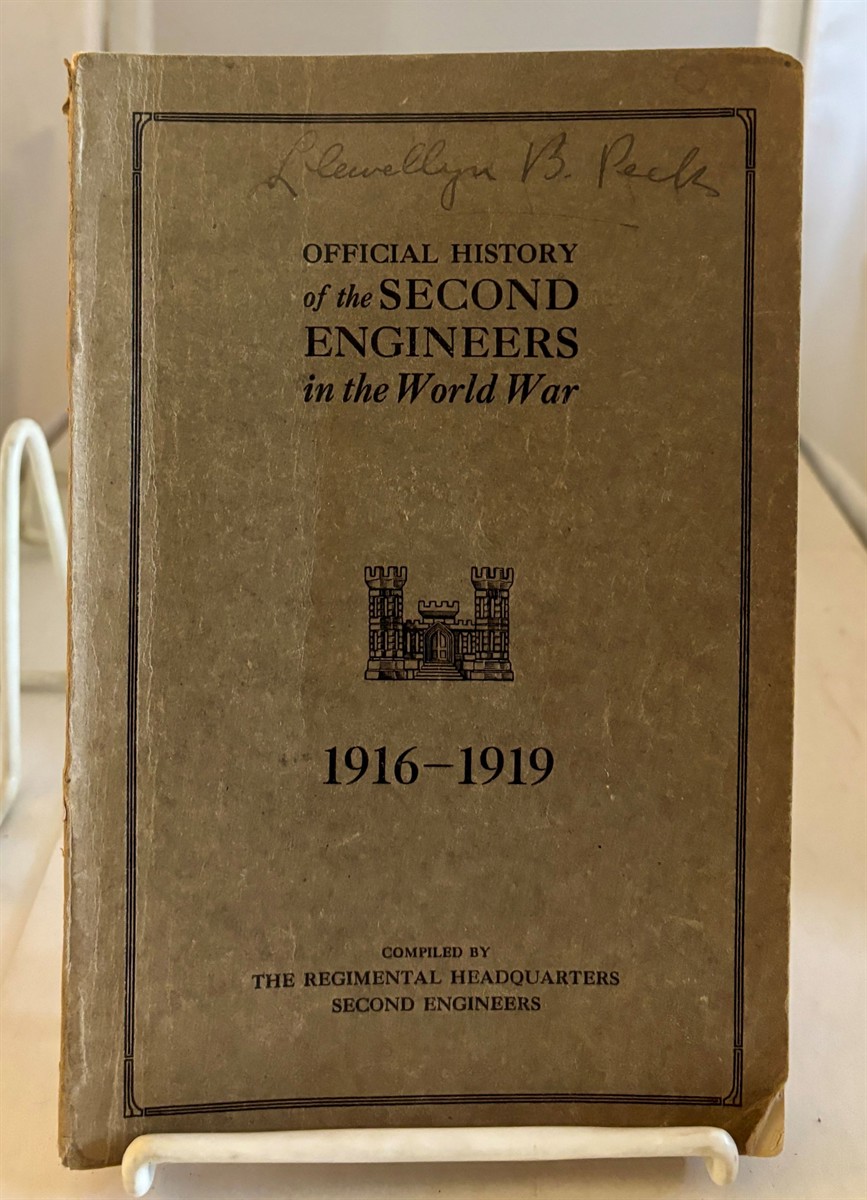 Llewellyn B. Peck
OFFICIAL HISTORY
of the SECOND
ENGINEERS
in the World War
1916–1919
COMPILED BY
THE REGIMENTAL HEADQUARTERS
SECOND ENGINEERS